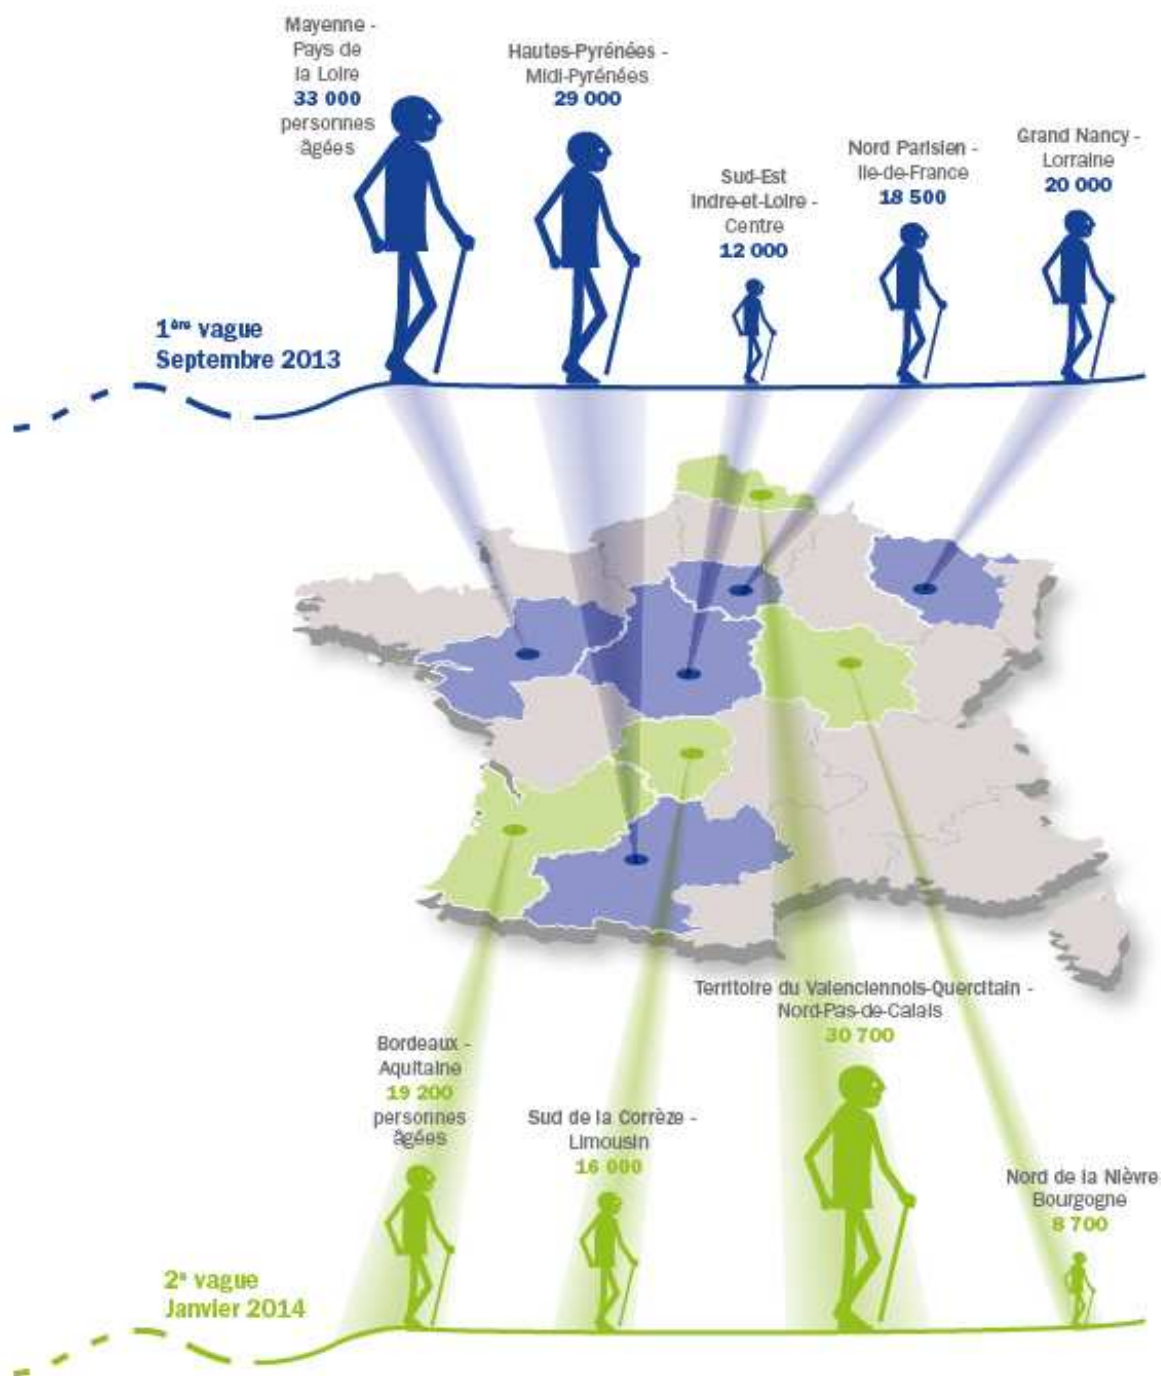 Mayenne -
Pays de
la Loire
33 000
personnes
âgées
Hautes-Pyrénées -
Midi-Pyrénées
29 000
Sud-Est
Indre-et-Loire -
Centre
12 000
Nord Parisien -
Ile-de-France
18 500
Grand Nancy -
Lorraine
20 000
1ère vague
Septembre 2013
Territoire du Valenciennois-Quercitain -
Nord-Pas-de-Calais
30 700
Bordeaux -
Aquitaine
19 200
personnes
âgées
Sud de la Corrèze -
Limousin
16 000
Nord de la Nièvre
Bourgogne
8 700
2e vague
Janvier 2014